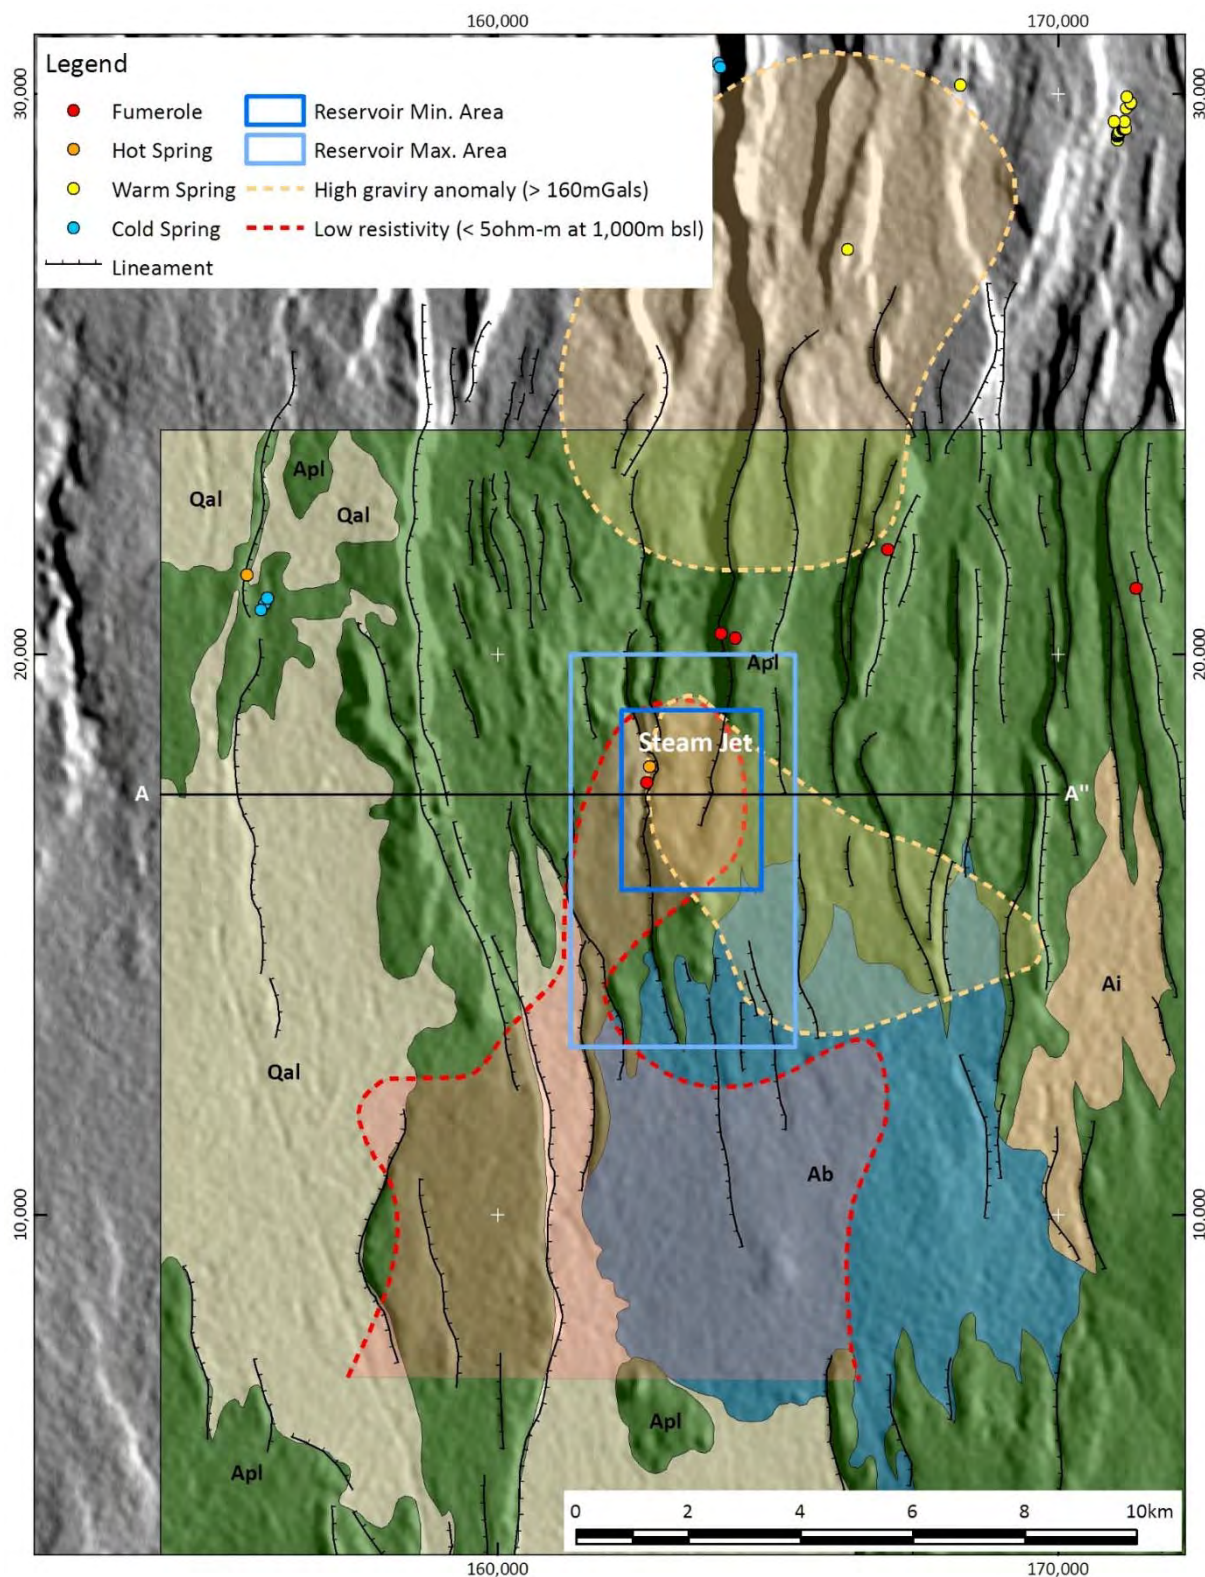 160,000 170,000
Legend
Fumerole
Hot Spring
Warm Spring
Cold Spring
Lineament
Reservoir Min. Area
Reservoir Max. Area
High graviry anomaly (> 160mGals)
Low resistivity (< 5ohm-m at 1,000m bsl)
30,000 30,000
Apl
Qal
Qal
20,000 20,000
Apl
Steam Jet
A A"
Ai
Qal
Ab
10,000 10,000
Apl
Apl
0 2 4 6 8 10km
160,000 170,000